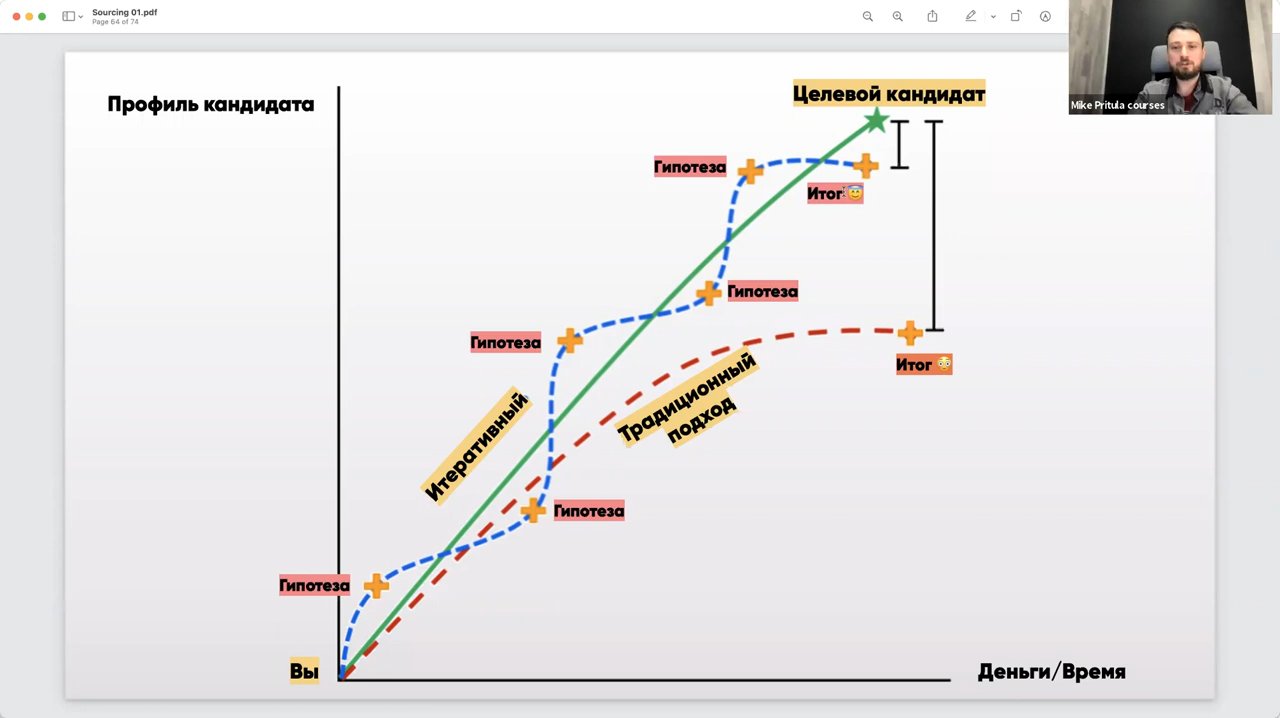 Sourcing 01.pdf
Page 64 of 74
Mike Pritula courses
Профиль кандидата
Целевой кандидат
Гипотеза
Итог😇
Гипотеза
Гипотеза
Итог 😳
Традиционный
подход
Итеративный
Гипотеза
Гипотеза
Вы
Деньги/Время